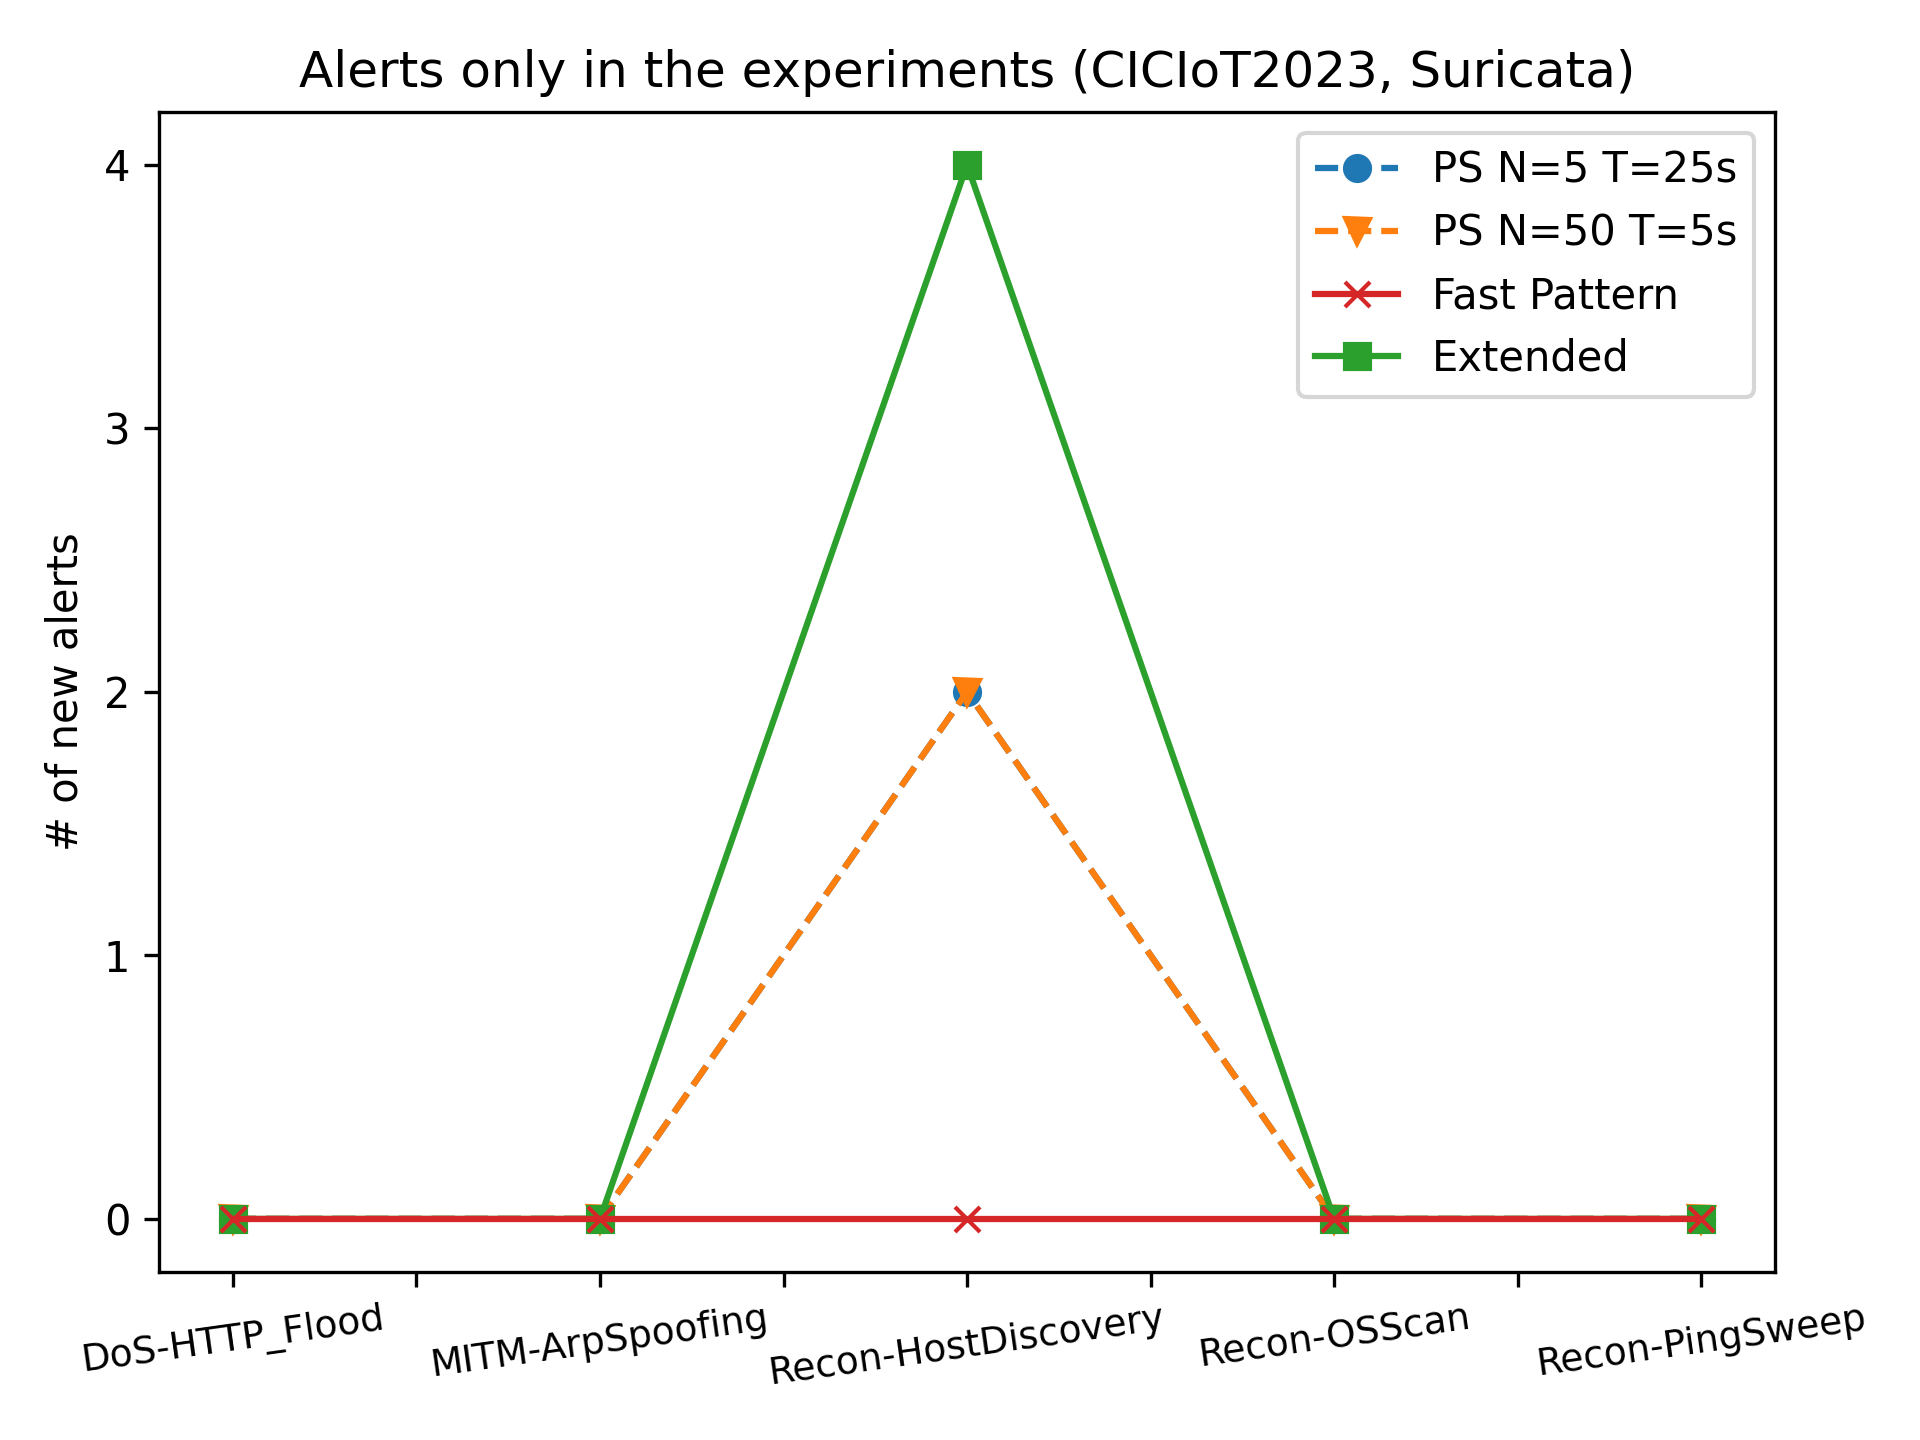 Alerts only in the experiments (CICIoT2023, Suricata)
PS N=5 T=25s
PS N=50 T=5s
Fast Pattern
Extended
# of new alerts
4
3
2
1
0
DoS-HTTP_Flood
MITM-ArpSpoofing
Recon-HostDiscovery
Recon-OSScan
Recon-PingSweep